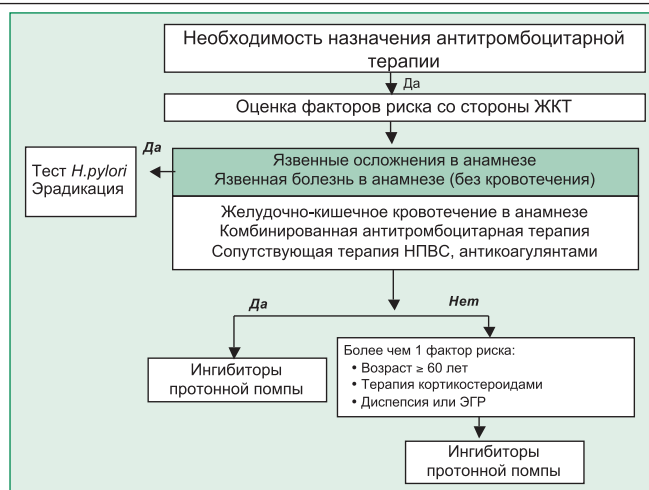 Необходимость назначения антитромбоцитарной
терапии
Да
Оценка факторов риска со стороны ЖКТ
Да
Тест H.pylori
Эрадикация
Язвенные осложнения в анамнезе
Язвенная болезнь в анамнезе (без кровотечения)
Желудочно-кишечное кровотечение в анамнезе
Комбинированная антитромбоцитарная терапия
Сопутствующая терапия НПВС, антикоагулянтами
Да
Нет
Ингибиторы
протонной помпы
Более чем 1 фактор риска:
• Возраст ≥ 60 лет
• Терапия кортикостероидами
• Диспепсия или ЭГР
Ингибиторы
протонной помпы